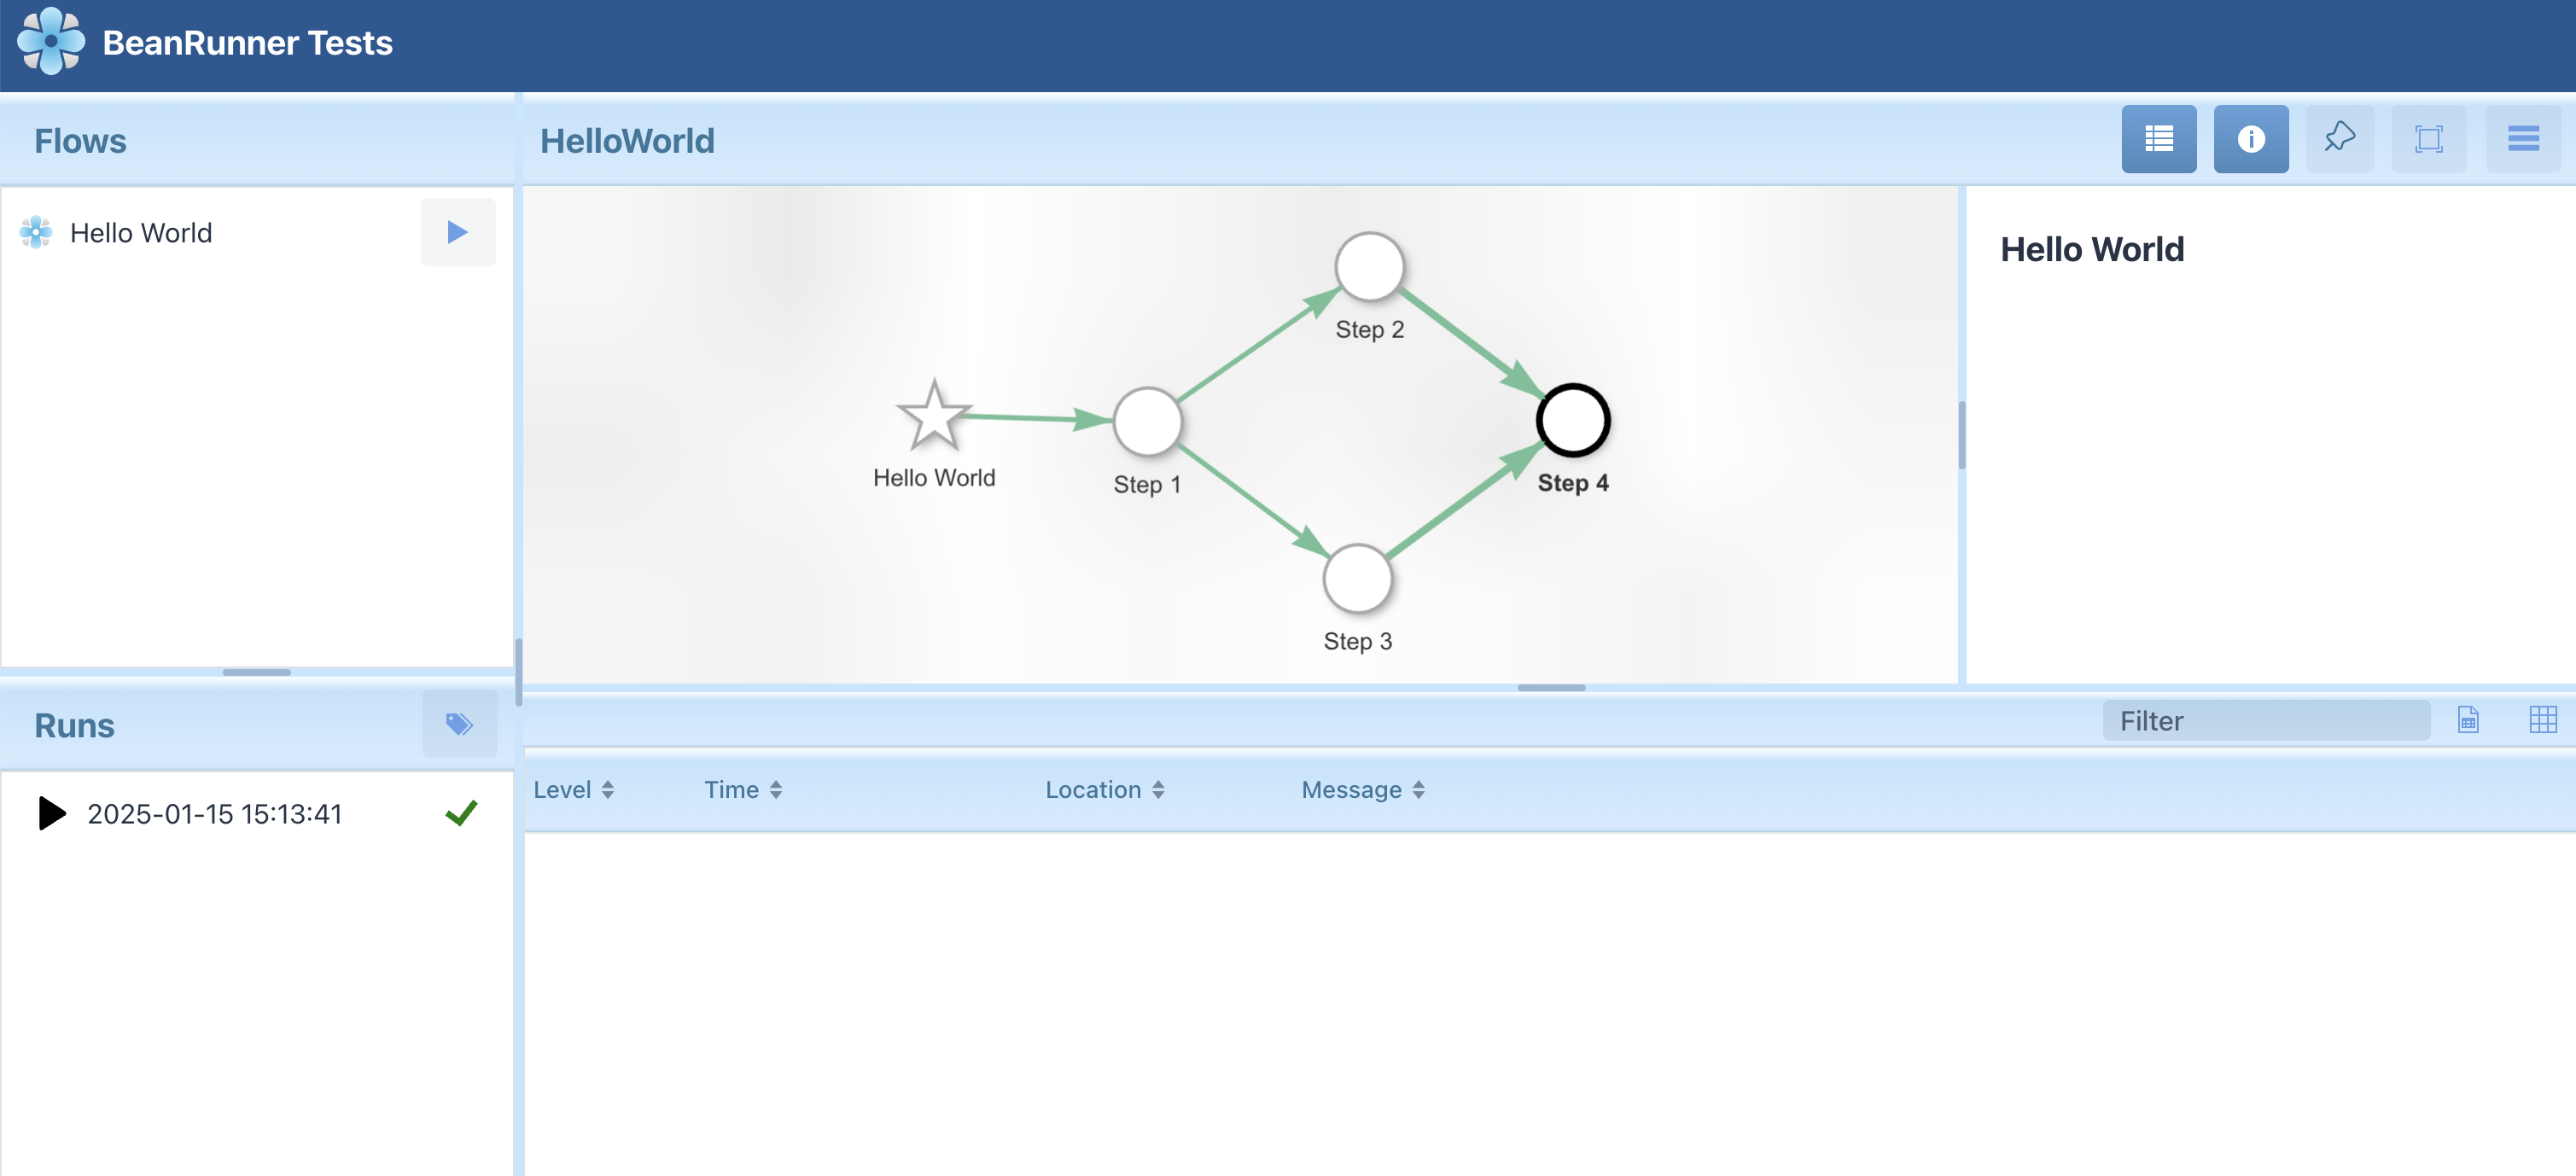 BeanRunner Tests
Flows
HelloWorld
Hello World
Hello World
Step 2
Hello World
Step 1
Step 4
Step 3
Runs
Filter
Level
Time
Location
Message
2025-01-15 15:13:41